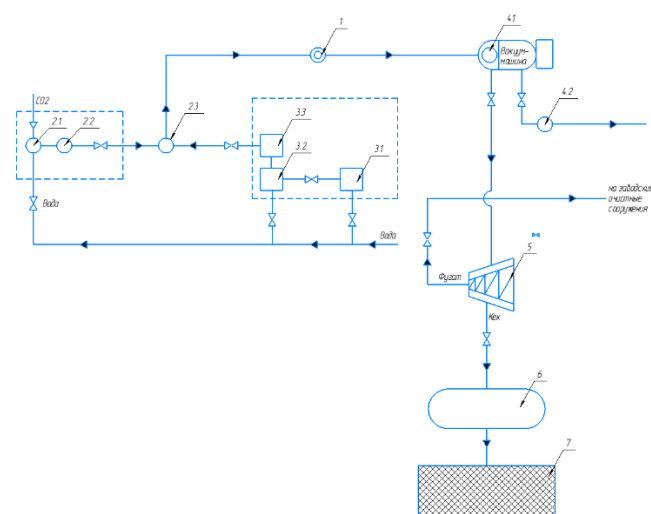 1
4.1
Вакуум-
машина
4.2
CO2
2.1
2.2
2.3
3.3
3.2
3.1
Вода
Вода
на заводские
очистные
сооружения
5
Фугат
Кек
6
7